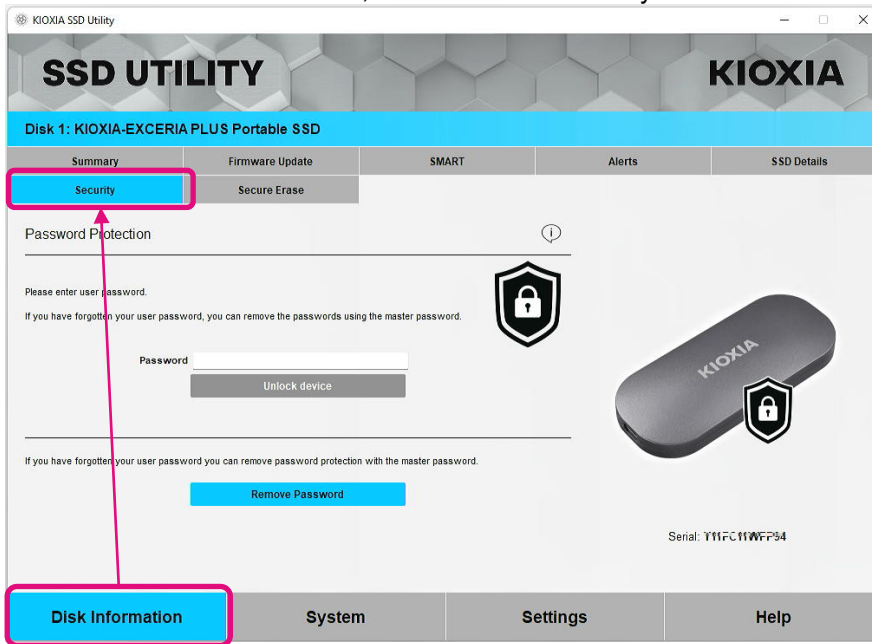 KIOXIA SSD Utility
SSD UTILITY
KIOXIA
Disk 1: KIOXIA-EXCERIA PLUS Portable SSD
Summary
Firmware Update
SMART
Alerts
SSD Details
Security
Secure Erase
Password Protection
Please enter user password.
If you have forgotten your user password, you can remove the passwords using the master password.
Password
Unlock device
KIOXIA
If you have forgotten your user password you can remove password protection with the master password.
Remove Password
Serial:
Disk Information
System
Settings
Help